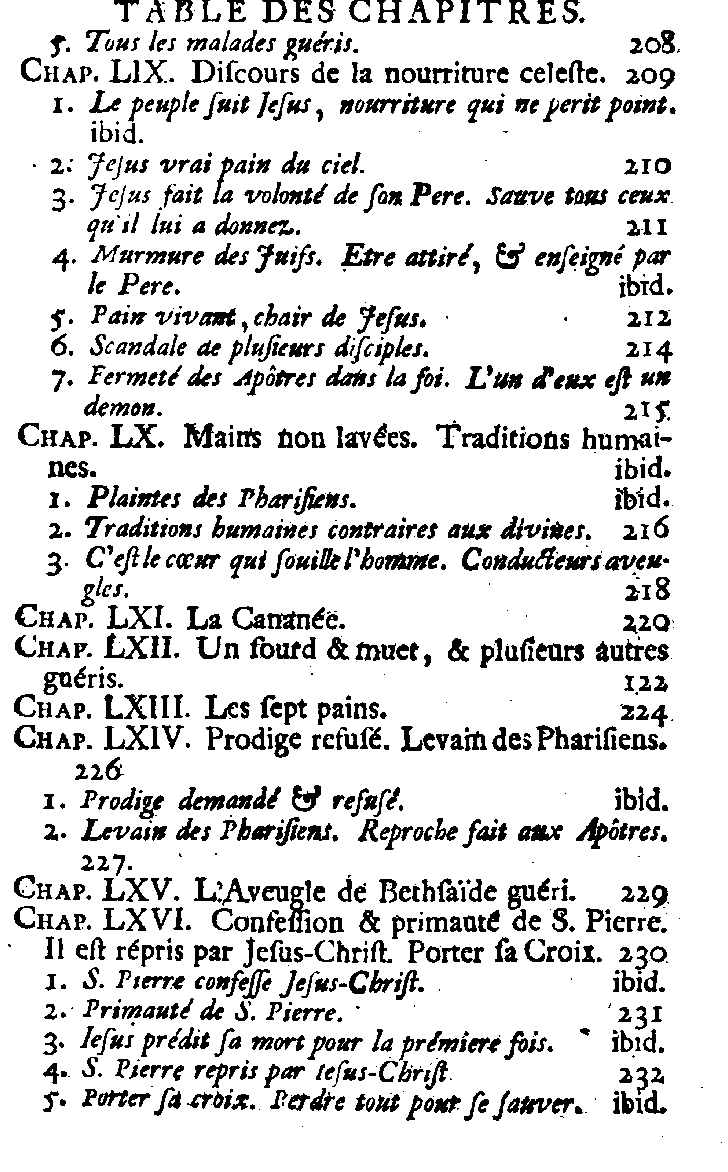 TABLE DES CHAPITRES.
5. Tous les malades guéris. 208.
CHAP. LIX. Diſcours de la nourriture celeſte. 209
1. Le peuple ſuit Jeſus, nourriture qui ne perit point.
ibid.
2. Jeſus vrai pain du ciel. 210
3. Jeſus fait la volonté de ſon Pere. Sauve tous ceux
qu'il lui a donnez. 211
4. Murmure des Juifs. Etre attiré, & enſeigné par
le Pere. ibid.
5. Pain vivant, chair de Jeſus. 212
6. Scandale de pluſieurs diſciples. 214
7. Fermeté des Apôtres dans la foi. L'un d'eux eſt un
demon. 215
CHAP. LX. Mains non lavées. Traditions humai-
nes. ibid.
1. Plaintes des Phariſiens. ibid.
2. Traditions humaines contraires aux divines. 216
3. C'eſt le cœur qui ſouille l'homme. Conducteurs aveu-
gles. 218
CHAP. LXI. La Cananée. 220
CHAP. LXII. Un ſourd & muet, & pluſieurs autres
guéris. 122
CHAP. LXIII. Les ſept pains. 224
CHAP. LXIV. Prodige refuſé. Levain des Phariſiens.
226
1. Prodige demandé & refuſé. ibid.
2. Levain des Phariſiens. Reproche fait aux Apôtres.
227.
CHAP. LXV. L'Aveugle de Bethſaïde guéri. 229
CHAP. LXVI. Confeſſion & primauté de S. Pierre.
Il eſt répris par Jeſus-Chriſt. Porter ſa Croix. 230
1. S. Pierre confeſſe Jeſus-Chriſt. ibid.
2. Primauté de S. Pierre. 231
3. Ieſus prédit ſa mort pour la prémiere fois. ibid.
4. S. Pierre repris par Ieſus-Chriſt 232
5. Porter ſa croix. Perdre tout pour ſe ſauver. ibid.